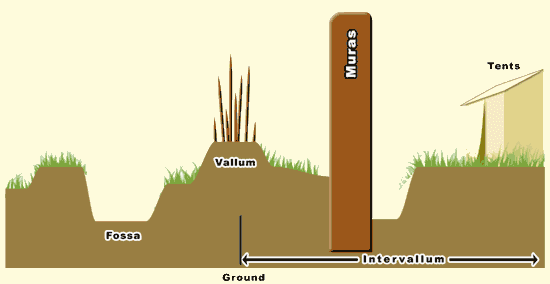 Muras
Tents
Vallum
Fossa
Intervallum
Ground